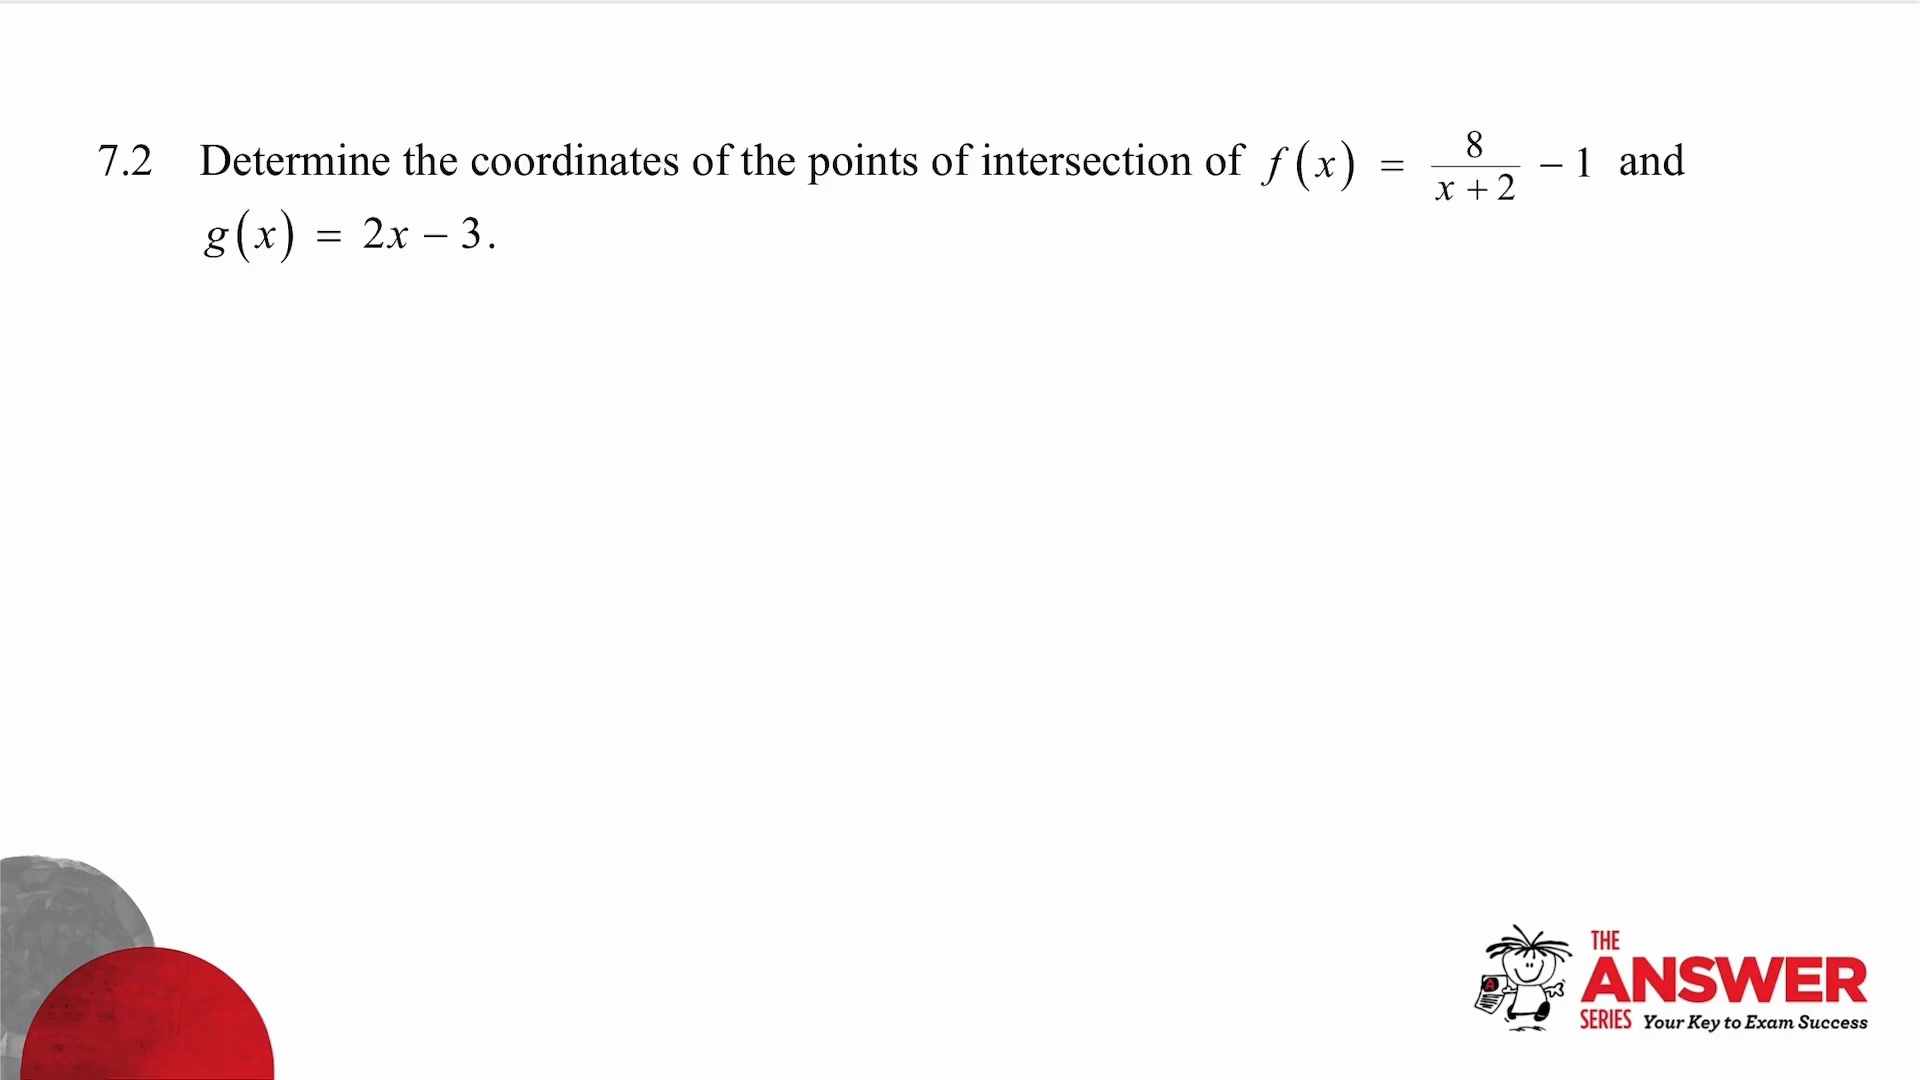 7.2 Determine the coordinates of the points of intersection of f(x) = 8/(x + 2) − 1 and
g(x) = 2x − 3.
A
THE
ANSWER
SERIES Your Key to Exam Success